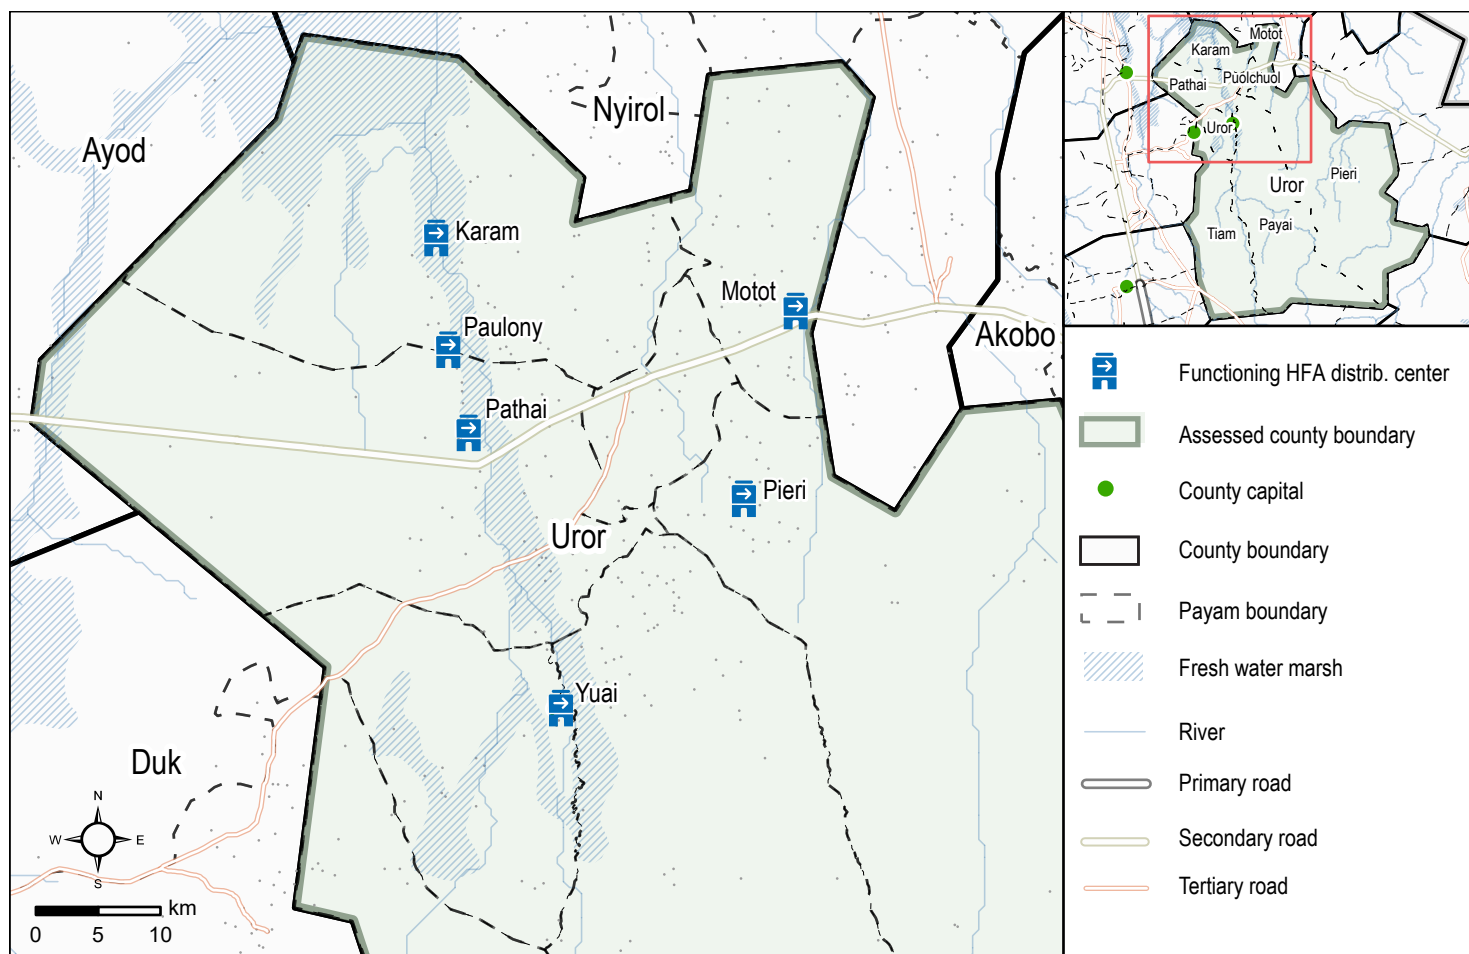 Ayod
Nyirol
Karam
Motot
Paulony
Akobo
Pathai
Pieri
Uror
Yuai
Duk
N
W
E
S
km
0 5 10
Motot
Karam
Puolchuol
Pathai
Uror
Pieri
Uror
Payai
Tiam
Functioning HFA distrib. center
Assessed county boundary
County capital
County boundary
Payam boundary
Fresh water marsh
River
Primary road
Secondary road
Tertiary road